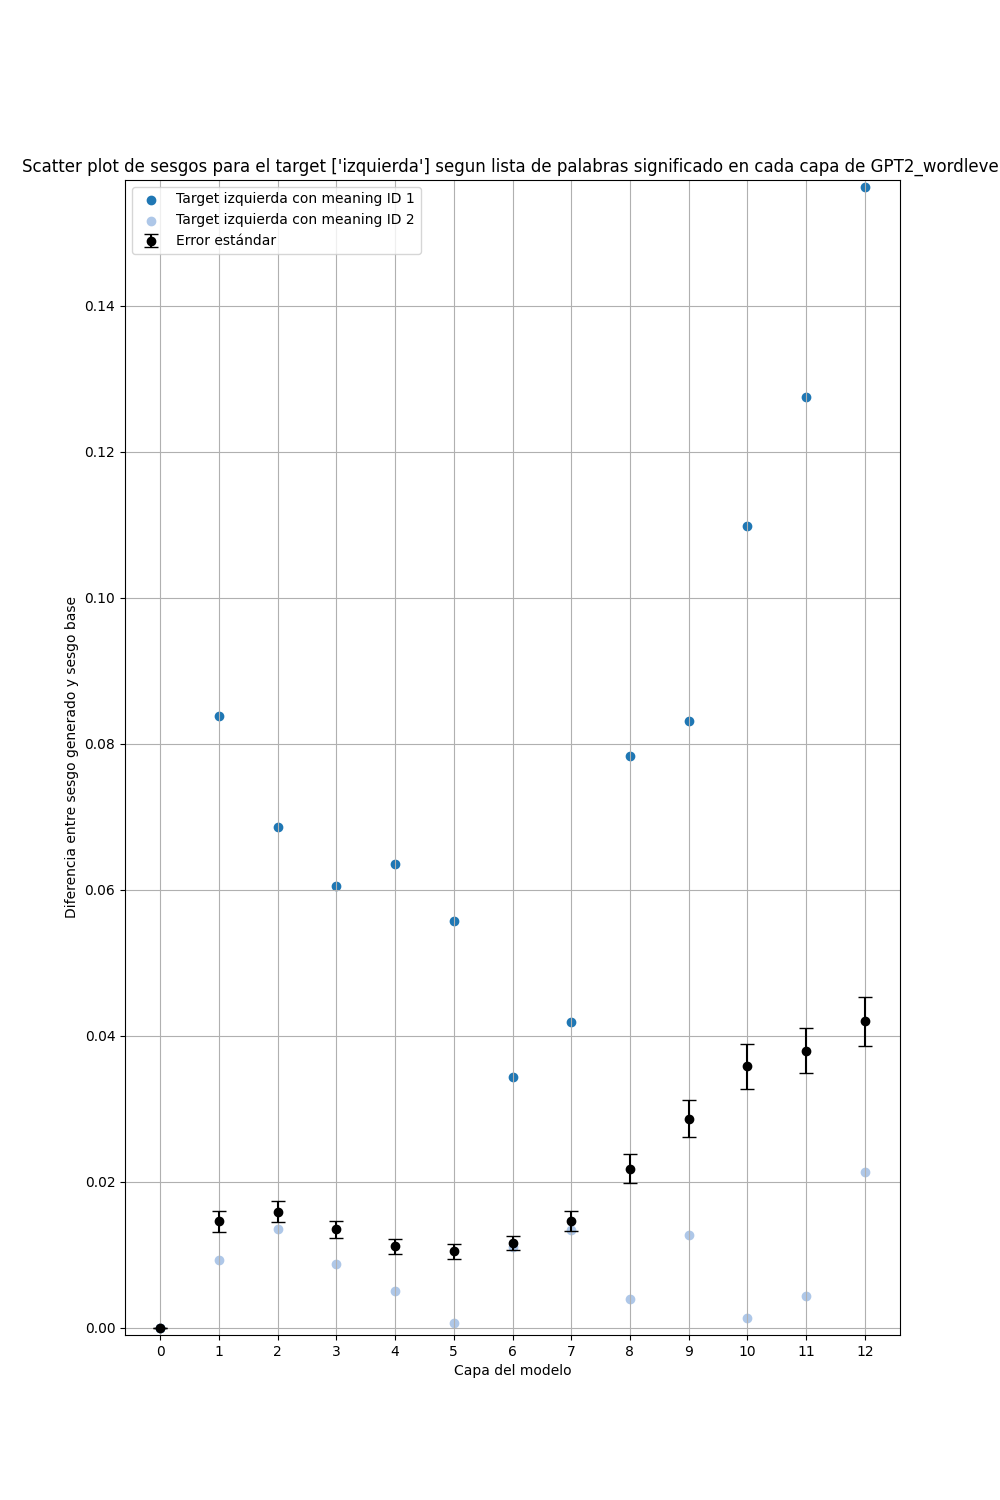 Scatter plot de sesgos para el target ['izquierda'] segun lista de palabras significado en cada capa de GPT2_wordleve
Target izquierda con meaning ID 1
Target izquierda con meaning ID 2
Error estándar
0.14
0.12
0.10
0.08
0.06
0.04
0.02
0.00
Diferencia entre sesgo generado y sesgo base
0 1 2 3 4 5 6 7 8 9 10 11 12
Capa del modelo